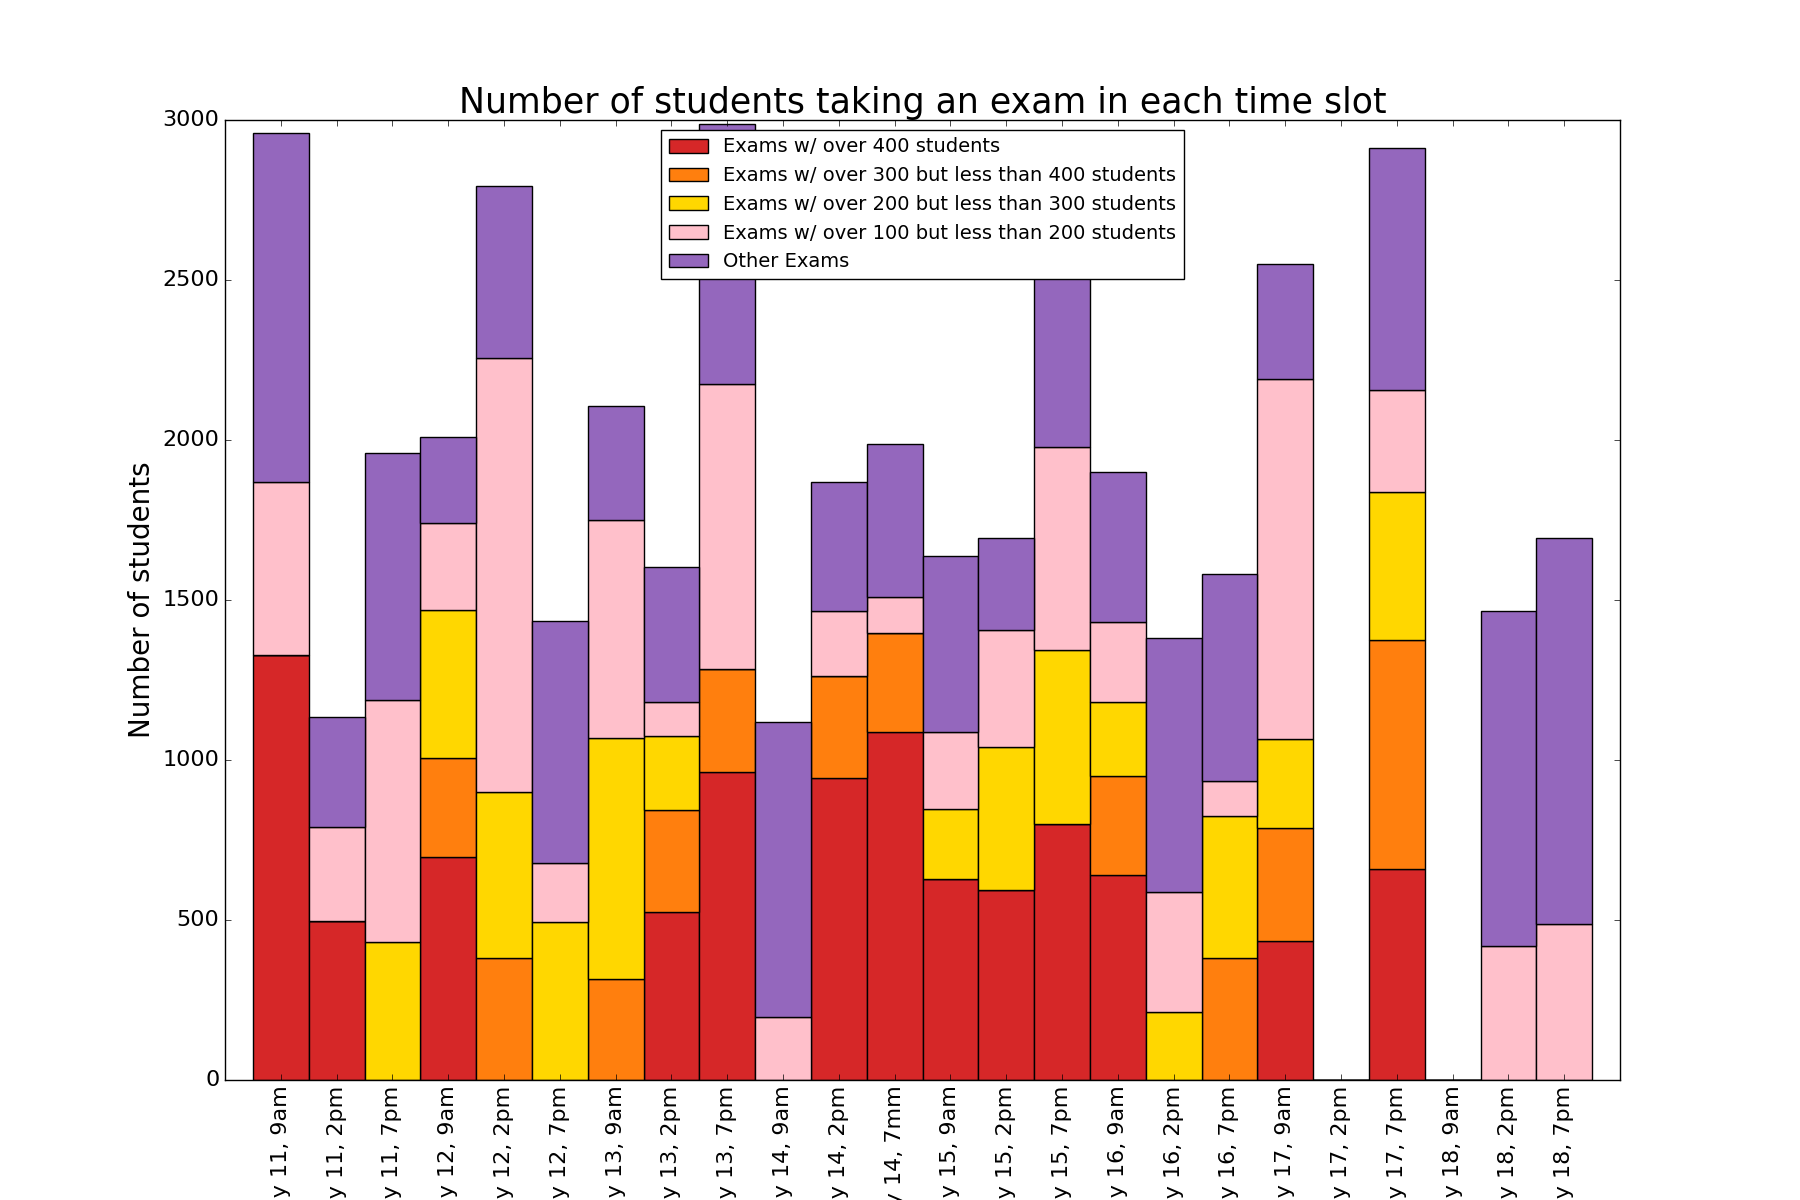 Number of students taking an exam in each time slot
Exams w/ over 400 students
Exams w/ over 300 but less than 400 students
Exams w/ over 200 but less than 300 students
Exams w/ over 100 but less than 200 students
Other Exams
Number of students
3000
2500
2000
1500
1000
500
0
y 11, 9am
y 11, 2pm
y 11, 7pm
y 12, 9am
y 12, 2pm
y 12, 7pm
y 13, 9am
y 13, 2pm
y 13, 7pm
y 14, 9am
y 14, 2pm
y 14, 7mm
y 15, 9am
y 15, 2pm
y 15, 7pm
y 16, 9am
y 16, 2pm
y 16, 7pm
y 17, 9am
y 17, 2pm
y 17, 7pm
y 18, 9am
y 18, 2pm
y 18, 7pm